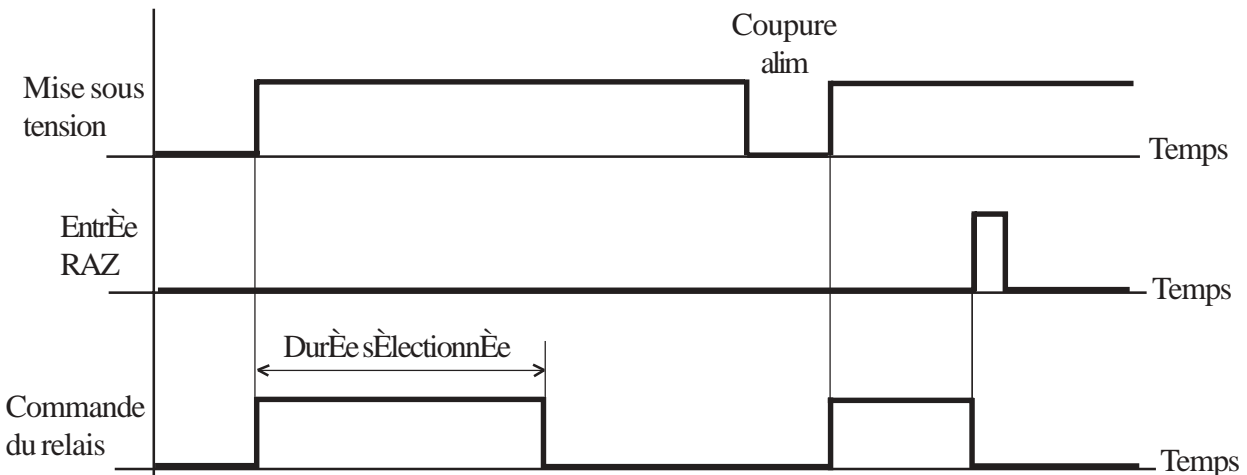 Coupure
alim
Mise sous
tension
Temps
EntrÈe
RAZ
Temps
DurÈe sÈlectionnÈe
Commande
du relais
Temps